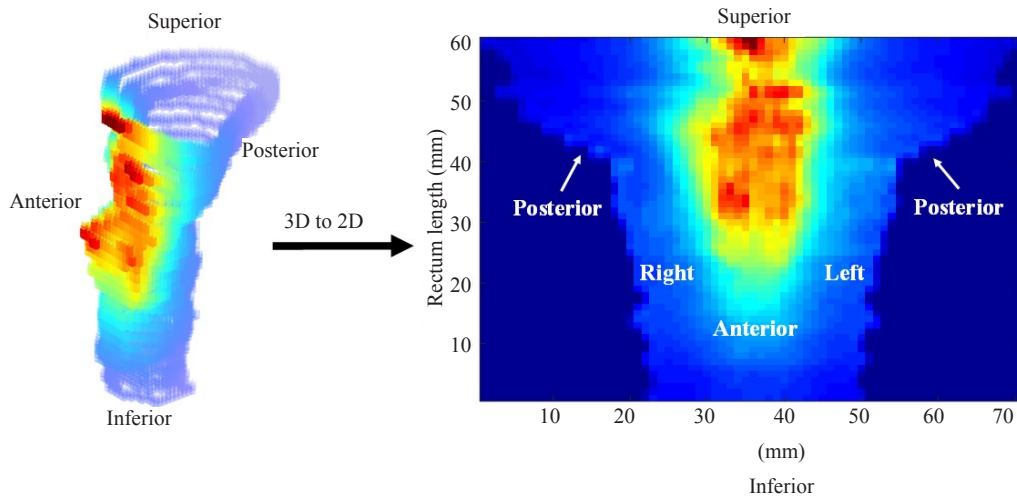 Superior
Posterior
Anterior
Inferior
3D to 2D
Superior
Rectum length (mm)
60
50
40
30
20
10
Posterior
Posterior
Right
Left
Anterior
10 20 30 40 50 60 70
(mm)
Inferior